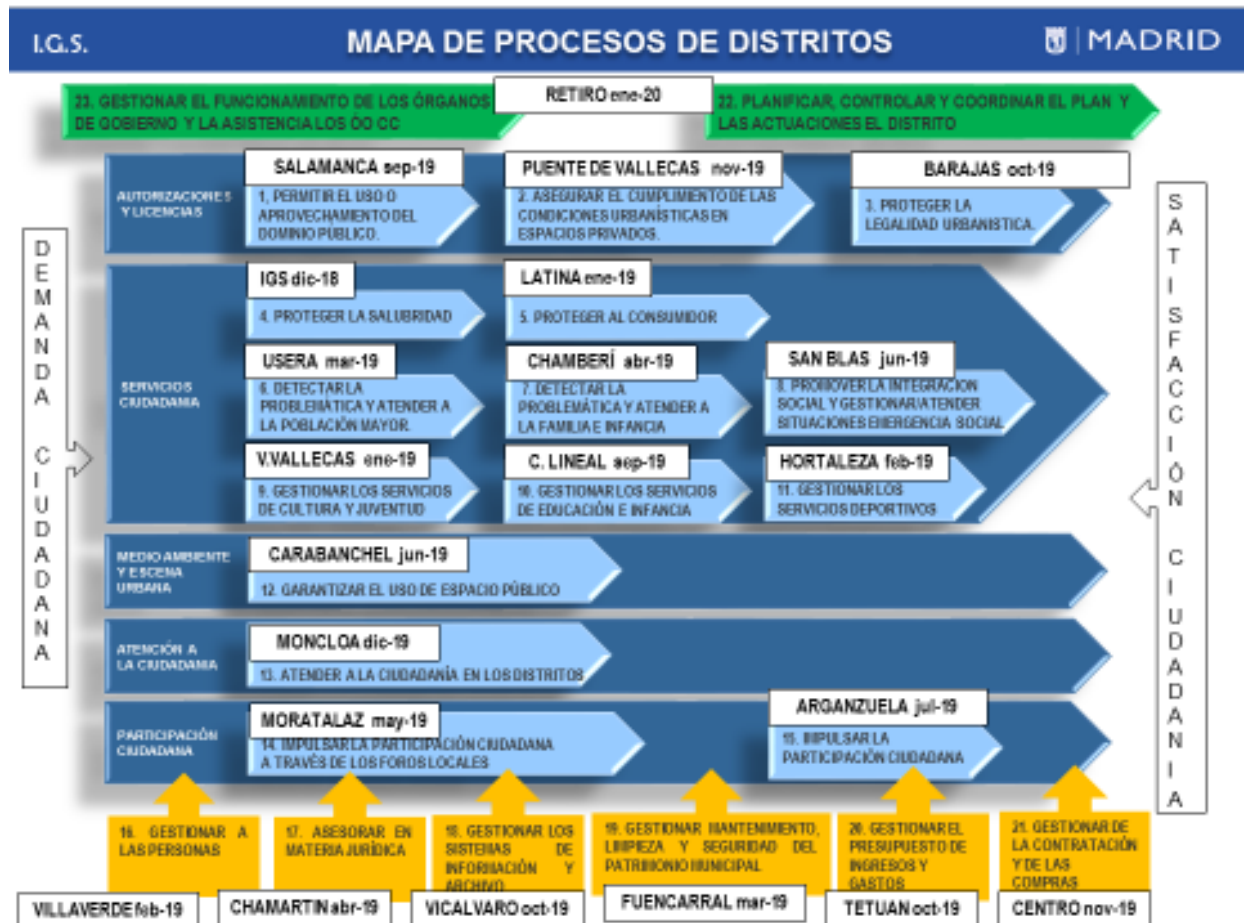 I.G.S.
MAPA DE PROCESOS DE DISTRITOS
MADRID
23. GESTIONAR EL FUNCIONAMIENTO DE LOS ÓRGANOS
DE GOBIERNO Y LA ASISTENCIA LOS OO CC
RETIRO ene-20
22. PLANIFICAR, CONTROLAR Y COORDINAR EL PLAN Y
LAS ACTUACIONES EL DISTRITO
DEMANDA CIUDADANA
AUTORIZACIONES
Y LICENCIAS
SALAMANCA sep-19
1, PERMITIR EL USO O
APROVECHAMIENTO DEL
DOMINIO PÚBLICO.
PUENTE DE VALLECAS nov-19
2. ASEGURAR EL CUMPLIMIENTO DE LAS
CONDICIONES URBANÍSTICAS EN
ESPACIOS PRIVADOS.
BARAJAS oct-19
3. PROTEGER LA
LEGALIDAD URBANISTICA.
SERVICIOS
CIUDADANIA
IGS dic-18
4. PROTEGER LA SALUBRIDAD
LATINA ene-19
5. PROTEGER AL CONSUMIDOR
USERA mar-19
6. DETECTAR LA
PROBLEMÁTICA Y ATENDER A
LA POBLACIÓN MAYOR.
CHAMBERÍ abr-19
7. DETECTAR LA
PROBLEMÁTICA Y ATENDER A
LA FAMILIA E INFANCIA
SAN BLAS jun-19
8. PROMOVER LA INTEGRACION
SOCIAL Y GESTIONAR/ATENDER
SITUACIONES EMERGENCIA SOCIAL
V.VALLECAS ene-19
9. GESTIONAR LOS SERVICIOS
DE CULTURA Y JUVENTUD
C. LINEAL sep-19
10. GESTIONAR LOS SERVICIOS
DE EDUCACIÓN E INFANCIA
HORTALEZA feb-19
11. GESTIONAR LOS
SERVICIOS DEPORTIVOS
MEDIO AMBIENTE
Y ESCENA
URBANA
CARABANCHEL jun-19
12. GARANTIZAR EL USO DE ESPACIO PÚBLICO
ATENCIÓN A
LA CIUDADANIA
MONCLOA dic-19
13. ATENDER A LA CIUDADANÍA EN LOS DISTRITOS
PARTICIPACIÓN
CIUDADANA
MORATALAZ may-19
14. IMPULSAR LA PARTICIPACIÓN CIUDADANA
A TRAVÉS DE LOS FOROS LOCALES
ARGANZUELA jul-19
15. IMPULSAR LA
PARTICIPACIÓN CIUDADANA
SATISFACCIÓN CIUDADANIA
16. GESTIONAR A
LAS PERSONAS
VILLAVERDE feb-19
17. ASESORAR EN
MATERIA JURÍDICA
CHAMARTIN abr-19
18. GESTIONAR LOS
SISTEMAS DE
INFORMACIÓN Y
ARCHIVO
VICALVARO oct-19
19. GESTIONAR MANTENIMIENTO,
LIMPIEZA Y SEGURIDAD DEL
PATRIMONIO MUNICIPAL
FUENCARRAL mar-19
20. GESTIONAR EL
PRESUPUESTO DE
INGRESOS Y
GASTOS
TETUAN oct-19
21. GESTIONAR DE
LA CONTRATACIÓN
Y DE LAS
COMPRAS
CENTRO nov-19